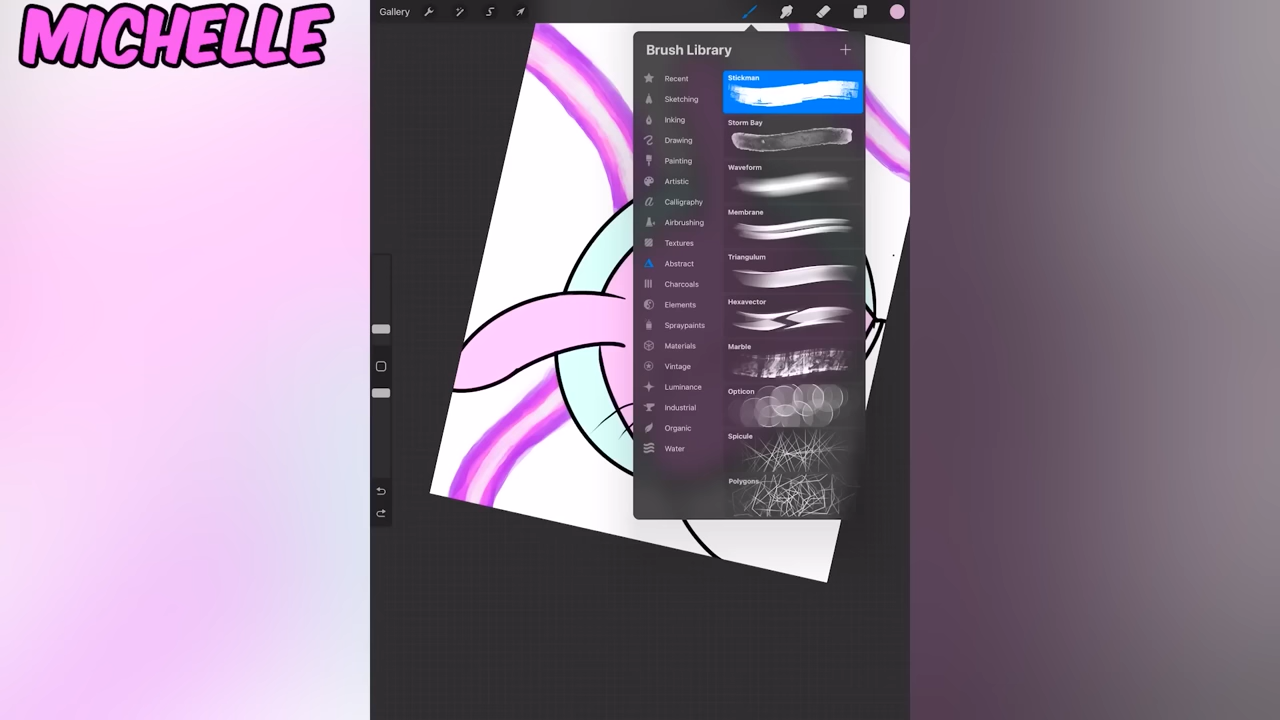 MICHELLE
Gallery
Brush Library
Recent
Sketching
Inking
Drawing
Painting
Artistic
Calligraphy
Airbrushing
Textures
Abstract
Charcoals
Elements
Spraypaints
Materials
Vintage
Luminance
Industrial
Organic
Water
Stickman
Storm Bay
Waveform
Membrane
Triangulum
Hexavector
Marble
Opticon
Spicule
Polygons